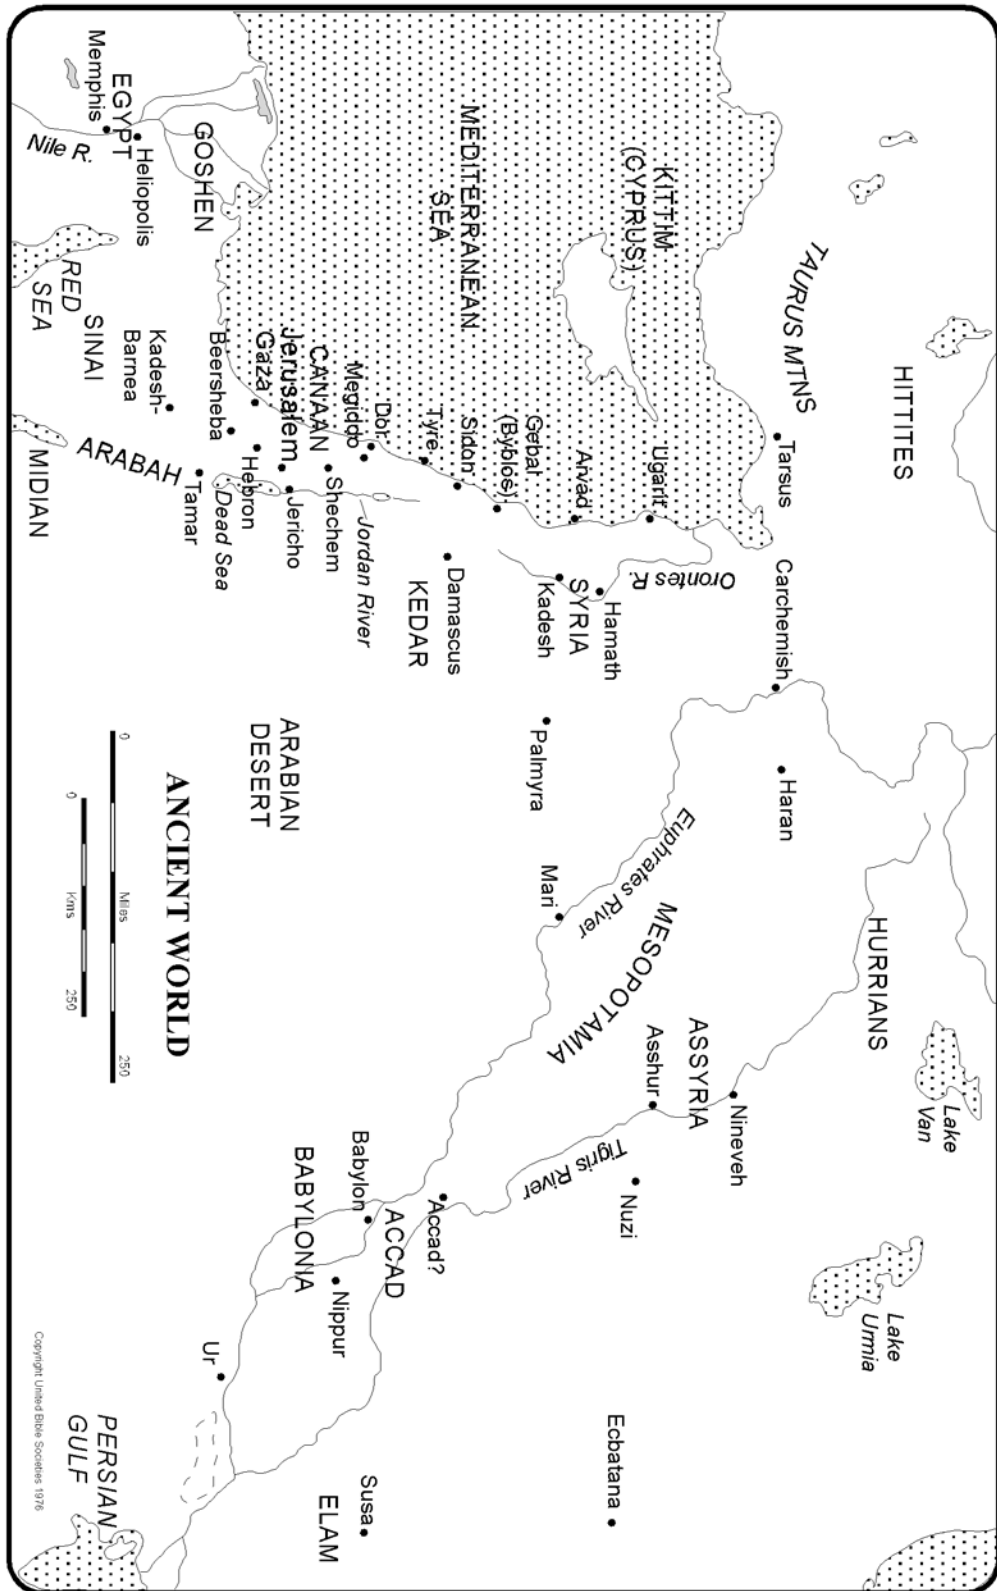 HITTITES
TAURUS MTNS
Tarsus
Carchemish
Haran
HURRIANS
Lake
Van
Lake
Urmia
KITTIM
(CYPRUS)
Ugarit
Orontes
R.
Arvad
Hamath
SYRIA
Kadesh
Gebal
(Byblos)
Palmyra
Euphrates River
Mari
MESOPOTAMIA
ASSYRIA
Nineveh
Asshur
Nuzi
Tigris River
Ecbatana
MEDITERRANEAN
SEA
Sidon
Tyre
Damascus
KEDAR
Dor
Megiddo
Jordan River
CANAAN
Shechem
Jerusalem
Jericho
Gaza
Hebron
Beersheba
Dead Sea
Tamar
ARABAH
Kadesh-
Barnea
SINAI
RED
SEA
MIDIAN
GOSHEN
Heliopolis
EGYPT
Memphis
Nile R.
ARABIAN
DESERT
Accad?
ACCAD
Babylon
BABYLONIA
Nippur
Ur
Susa
ELAM
PERSIAN
GULF
ANCIENT WORLD
0 Miles 250
0 Kms 250
Copyright United Bible Societies 1976